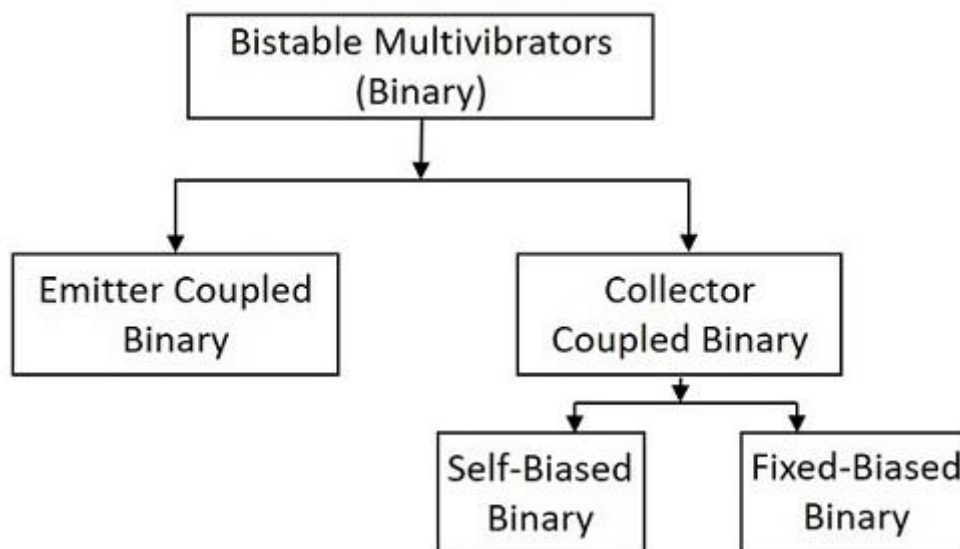 Bistable Multivibrators
(Binary)
Emitter Coupled
Binary
Collector
Coupled Binary
Self-Biased
Binary
Fixed-Biased
Binary